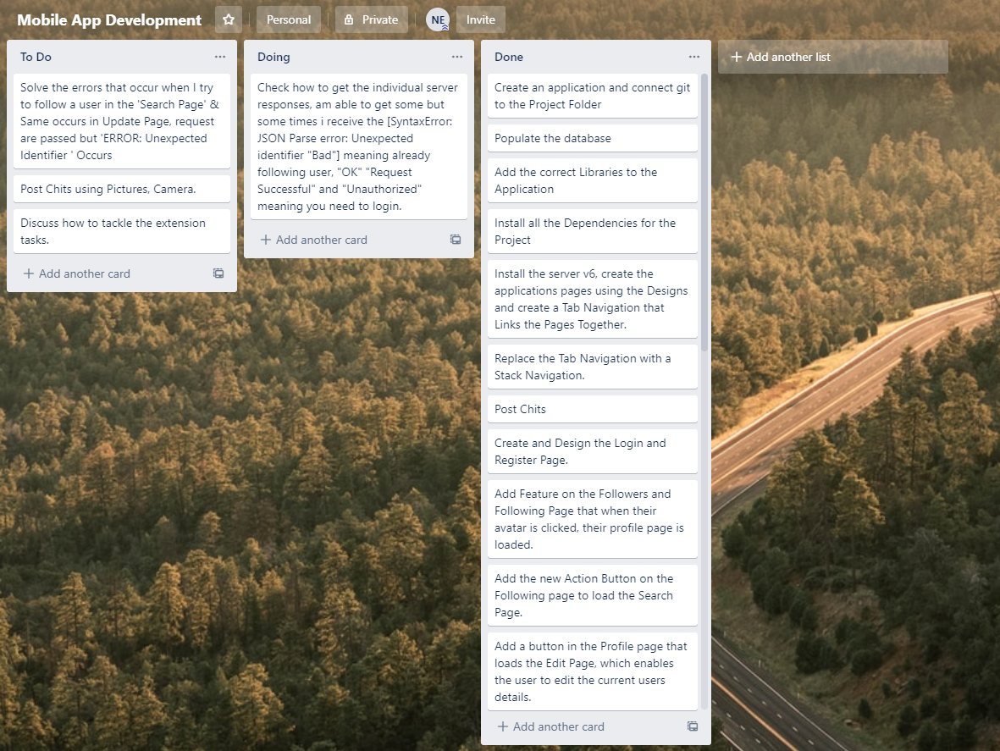 Mobile App Development
Personal
Private
NE
Invite
To Do
Solve the errors that occur when I try
to follow a user in the 'Search Page' &
Same occurs in Update Page, request
are passed but 'ERROR: Unexpected
Identifier ' Occurs
Post Chits using Pictures, Camera.
Discuss how to tackle the extension
tasks.
+ Add another card
Doing
Check how to get the individual server
responses, am able to get some but
some times i receive the [SyntaxError:
JSON Parse error: Unexpected
identifier "Bad"] meaning already
following user, "OK" "Request
Successful" and "Unauthorized"
meaning you need to login.
+ Add another card
Done
Create an application and connect git
to the Project Folder
Populate the database
Add the correct Libraries to the
Application
Install all the Dependencies for the
Project
Install the server v6, create the
applications pages using the Designs
and create a Tab Navigation that
Links the Pages Together.
Replace the Tab Navigation with a
Stack Navigation.
Post Chits
Create and Design the Login and
Register Page.
Add Feature on the Followers and
Following Page that when their
avatar is clicked, their profile page is
loaded.
Add the new Action Button on the
Following page to load the Search
Page.
Add a button in the Profile page that
loads the Edit Page, which enables
the user to edit the current users
details.
+ Add another card
+ Add another list